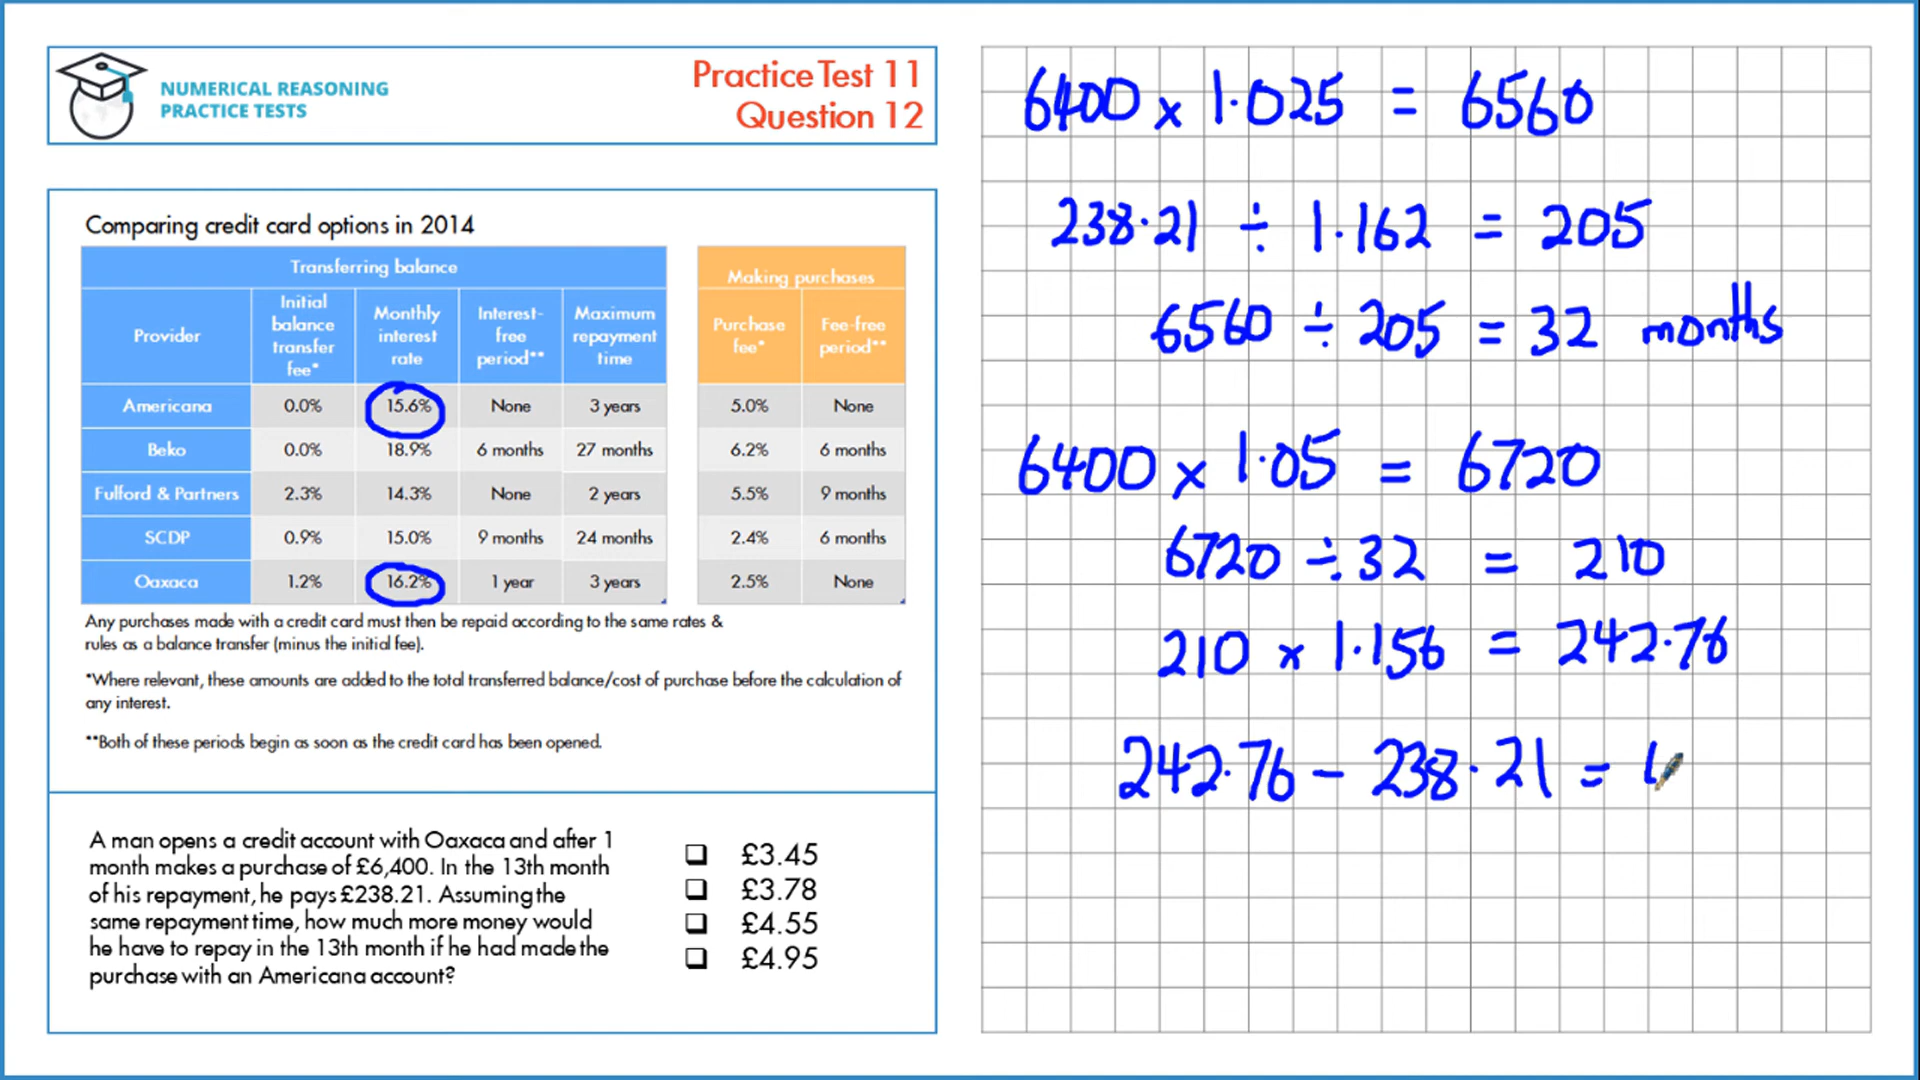 NUMERICAL REASONING
PRACTICE TESTS
Practice Test 11
Question 12
Comparing credit card options in 2014
Transferring balance
Making purchases
Provider
Initial balance transfer fee*
Monthly interest rate
Interest-free period**
Maximum repayment time
Purchase fee*
Fee-free period**
Americana 0.0% 15.6% None 3 years 5.0% None
Beko 0.0% 18.9% 6 months 27 months 6.2% 6 months
Fulford & Partners 2.3% 14.3% None 2 years 5.5% 9 months
SCDP 0.9% 15.0% 9 months 24 months 2.4% 6 months
Oaxaca 1.2% 16.2% 1 year 3 years 2.5% None
Any purchases made with a credit card must then be repaid according to the same rates &
rules as a balance transfer (minus the initial fee).
*Where relevant, these amounts are added to the total transferred balance/cost of purchase before the calculation of
any interest.
**Both of these periods begin as soon as the credit card has been opened.
A man opens a credit account with Oaxaca and after 1
month makes a purchase of £6,400. In the 13th month
of his repayment, he pays £238.21. Assuming the
same repayment time, how much more money would
he have to repay in the 13th month if he had made the
purchase with an Americana account?
£3.45
£3.78
£4.55
£4.95
6400 x 1.025 = 6560
238.21 ÷ 1.162 = 205
6560 ÷ 205 = 32 months
6400 x 1.05 = 6720
6720 ÷ 32 = 210
210 x 1.156 = 242.76
242.76 - 238.21 =